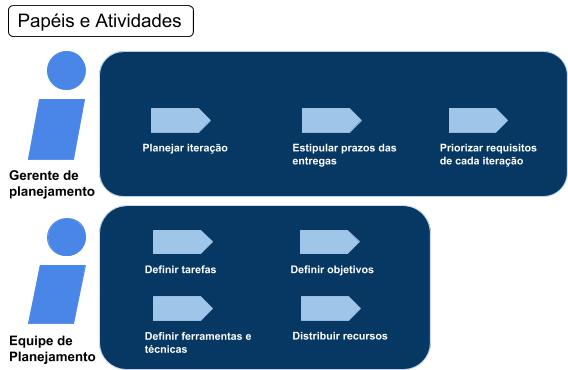 Papéis e Atividades
Planejar iteração
Estipular prazos das
entregas
Priorizar requisitos
de cada iteração
Gerente de
planejamento
Definir tarefas
Definir objetivos
Definir ferramentas e
técnicas
Distribuir recursos
Equipe de
Planejamento